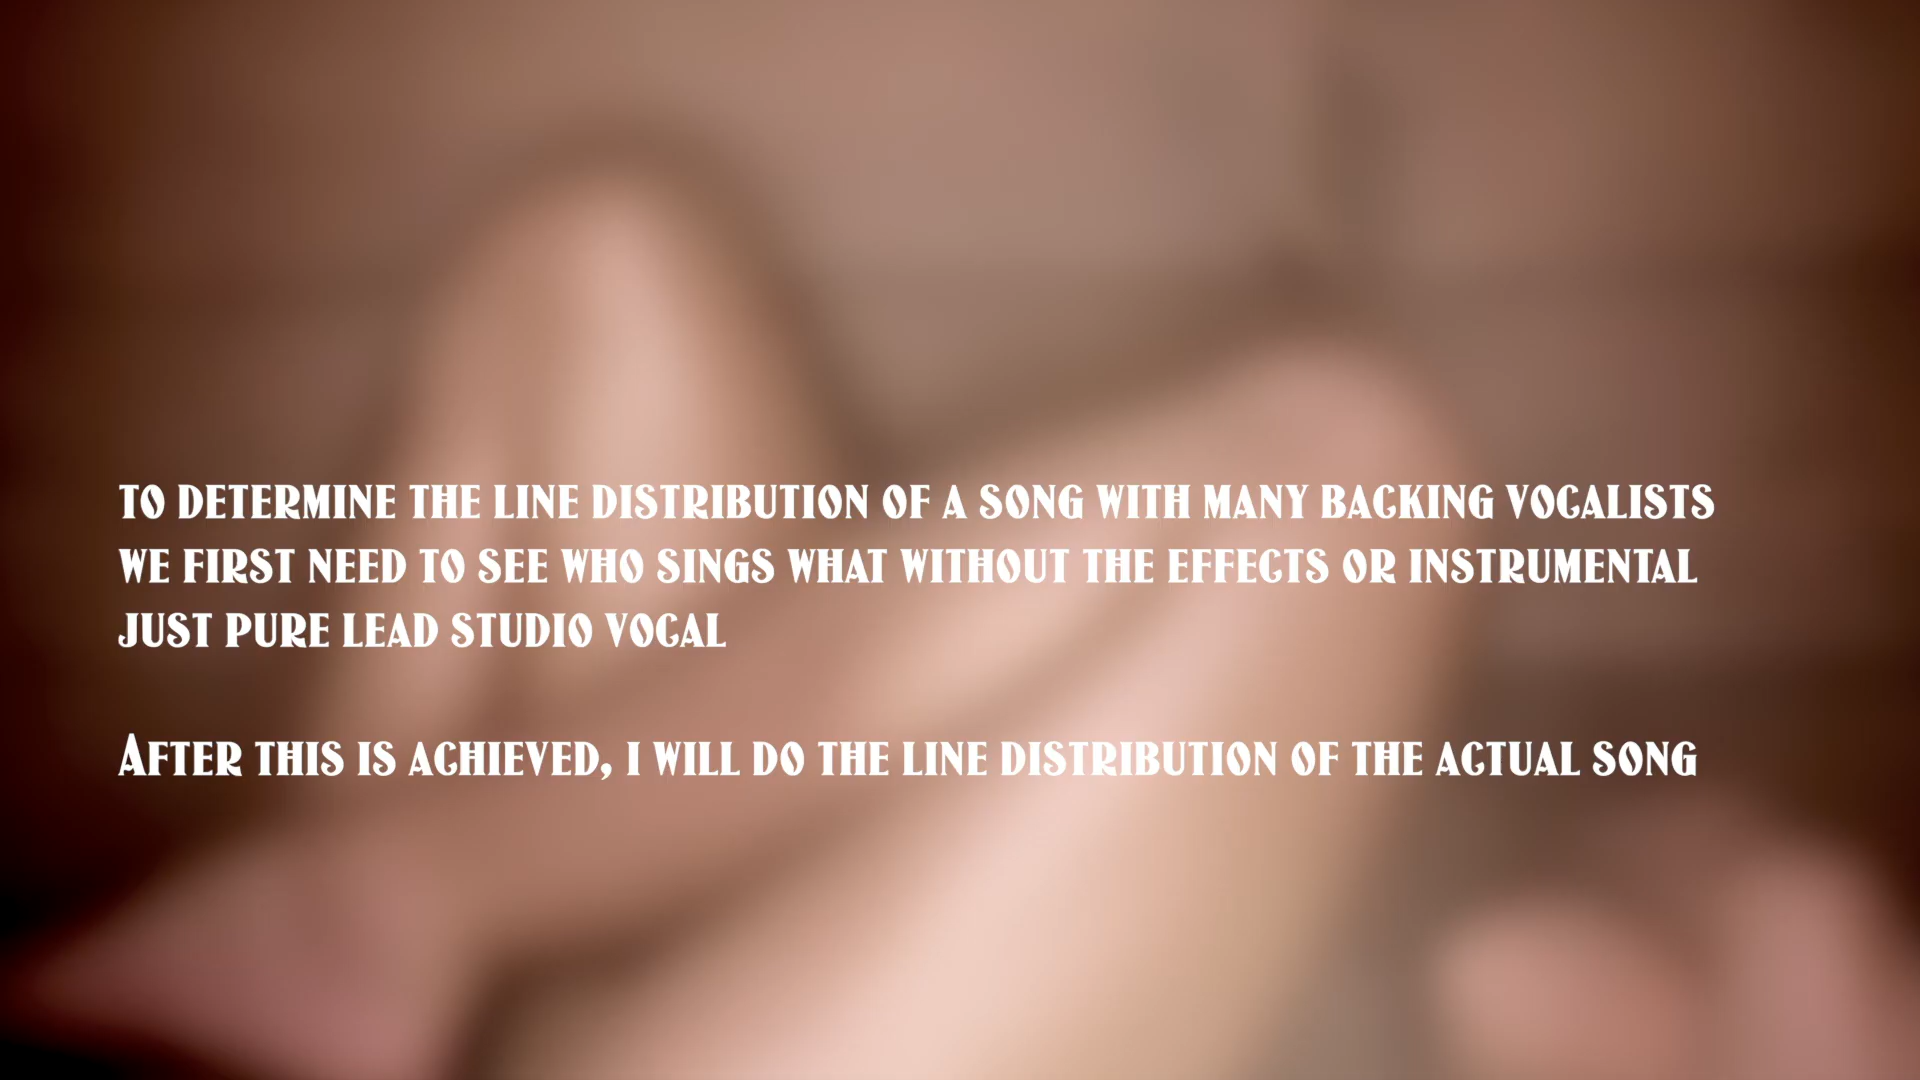 TO DETERMINE THE LINE DISTRIBUTION OF A SONG WITH MANY BACKING VOCALISTS
WE FIRST NEED TO SEE WHO SINGS WHAT WITHOUT THE EFFECTS OR INSTRUMENTAL
JUST PURE LEAD STUDIO VOCAL
AFTER THIS IS ACHIEVED, I WILL DO THE LINE DISTRIBUTION OF THE ACTUAL SONG